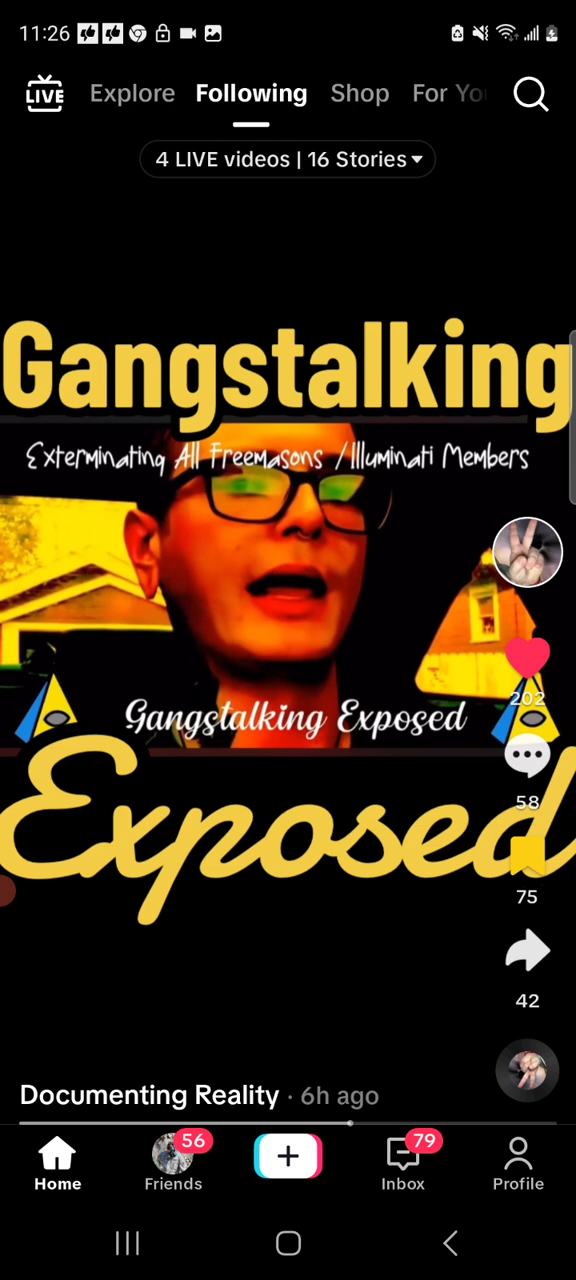 11:26
LIVE
Explore
Following
Shop
For You
4 LIVE videos | 16 Stories
Gangstalking
Exterminating All Freemasons / Illuminati Members
Gangstalking Exposed
Exposed
202
58
75
42
Documenting Reality · 6h ago
56
79
Home
Friends
Inbox
Profile